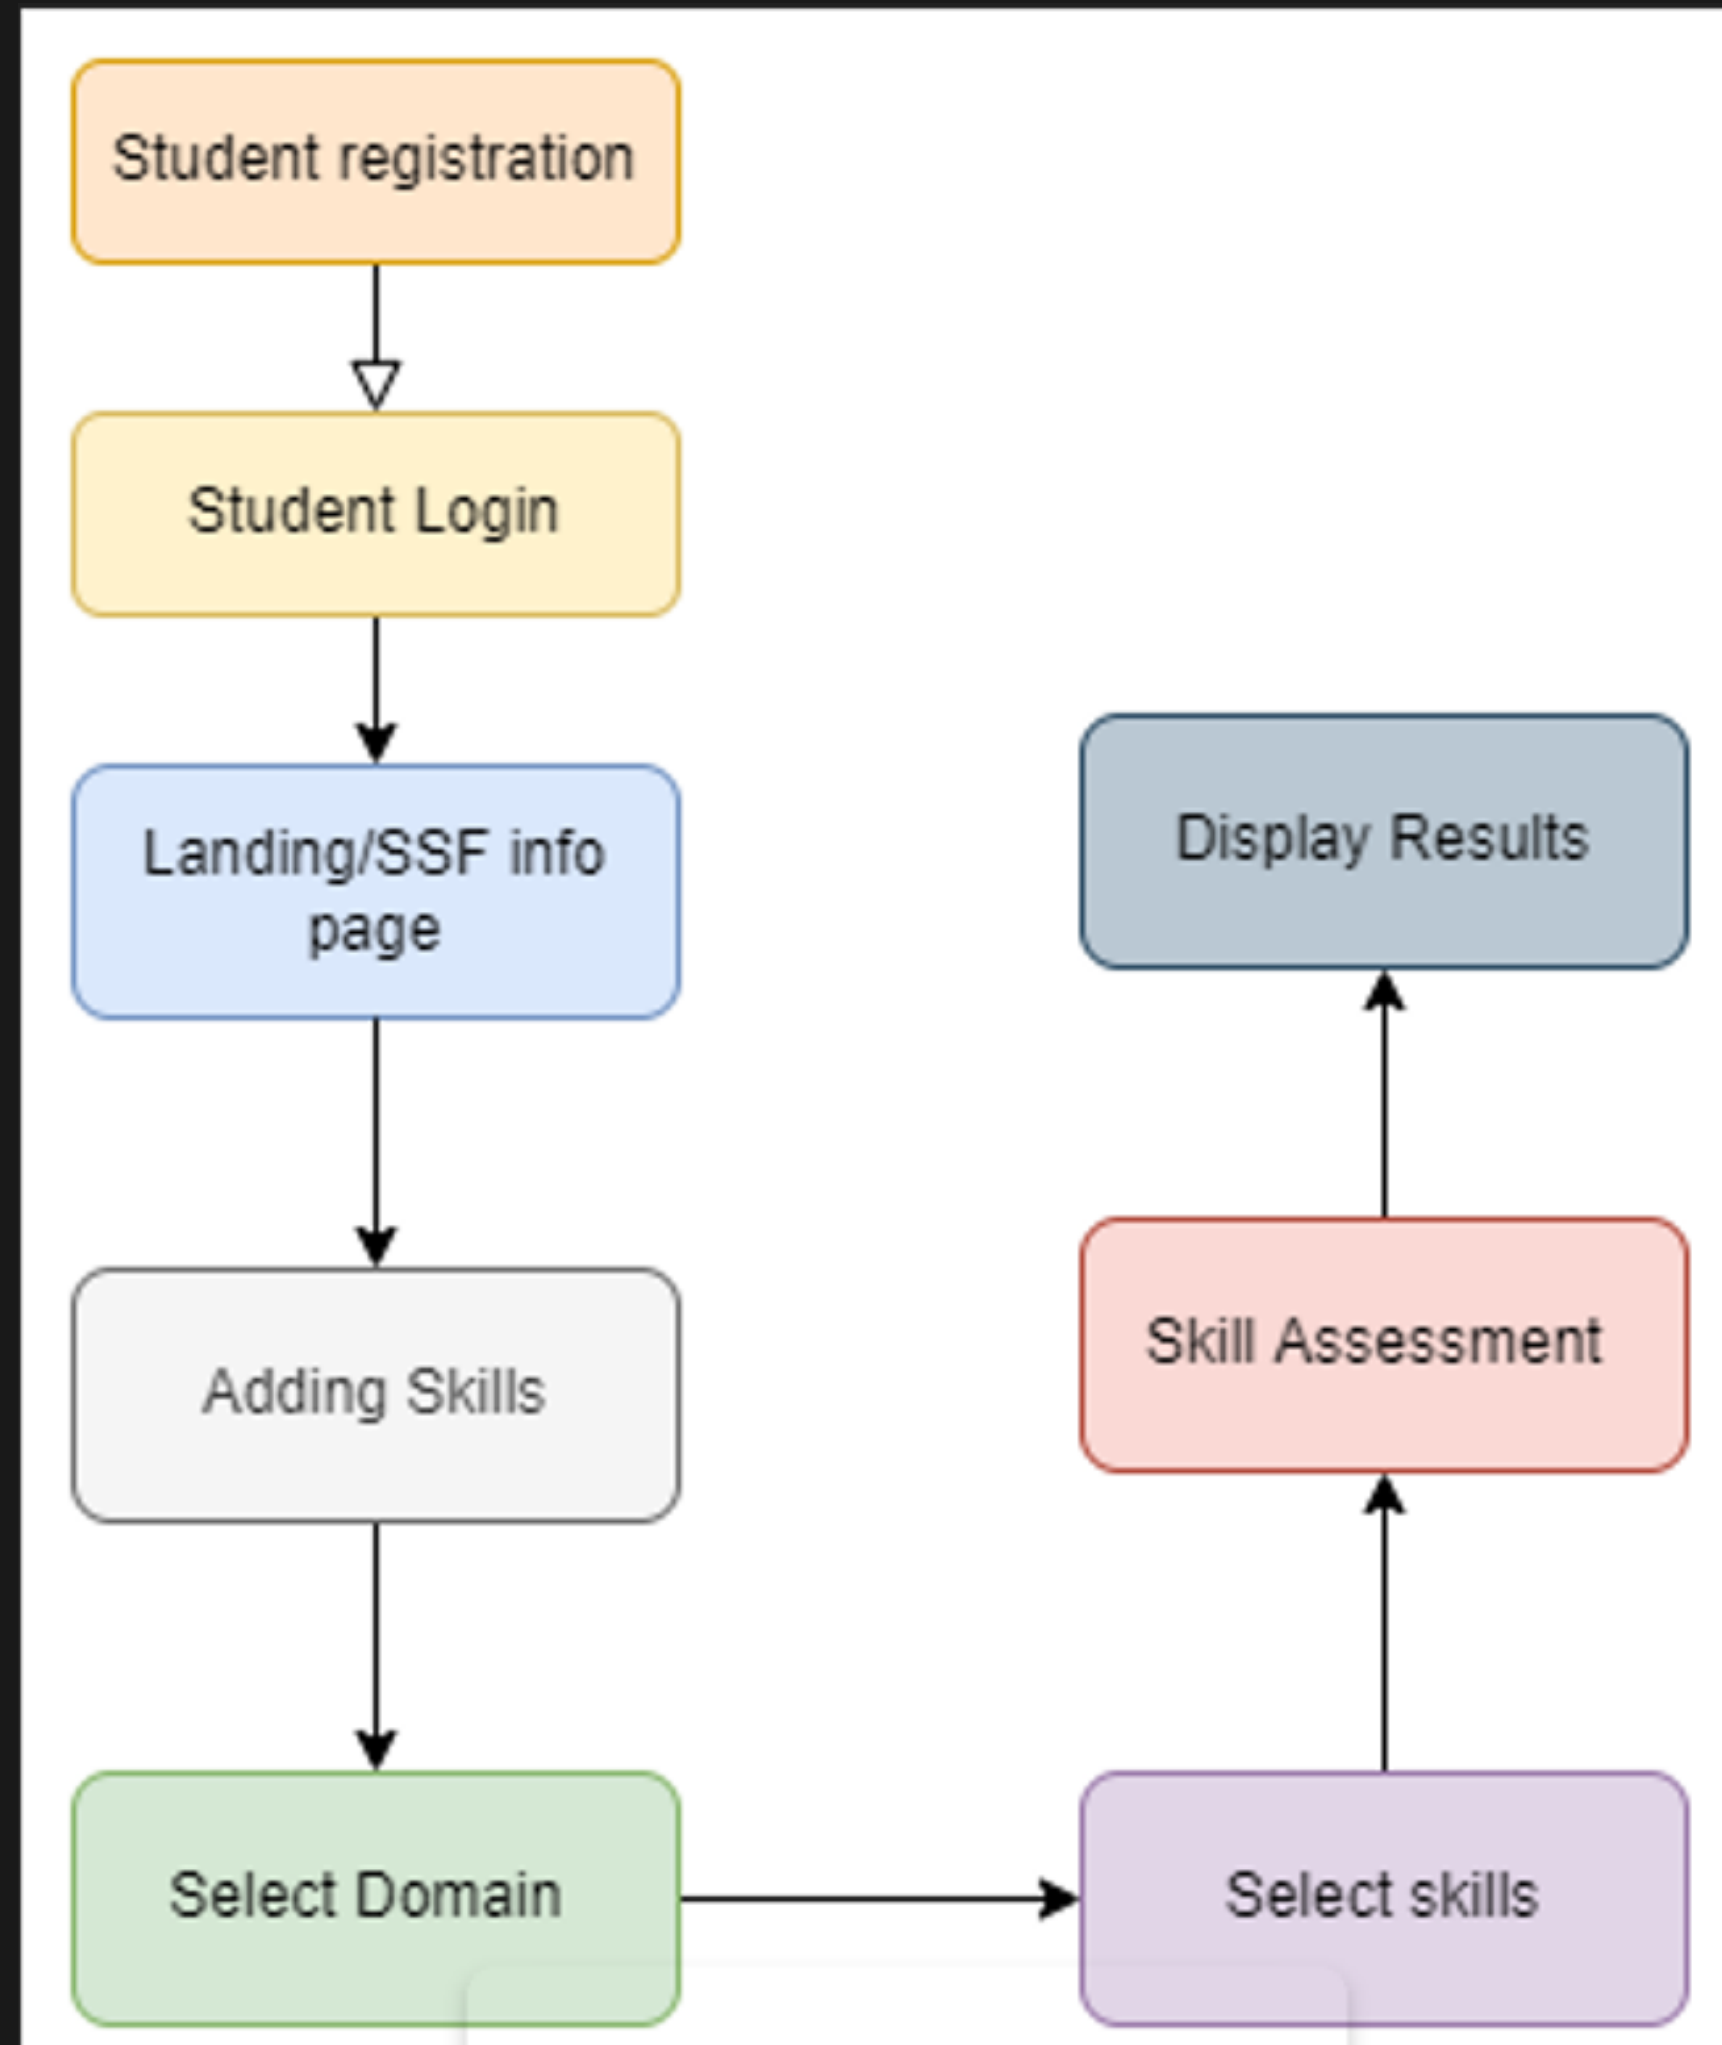 Student registration
Student Login
Landing/SSF info
page
Adding Skills
Select Domain
Select skills
Skill Assessment
Display Results